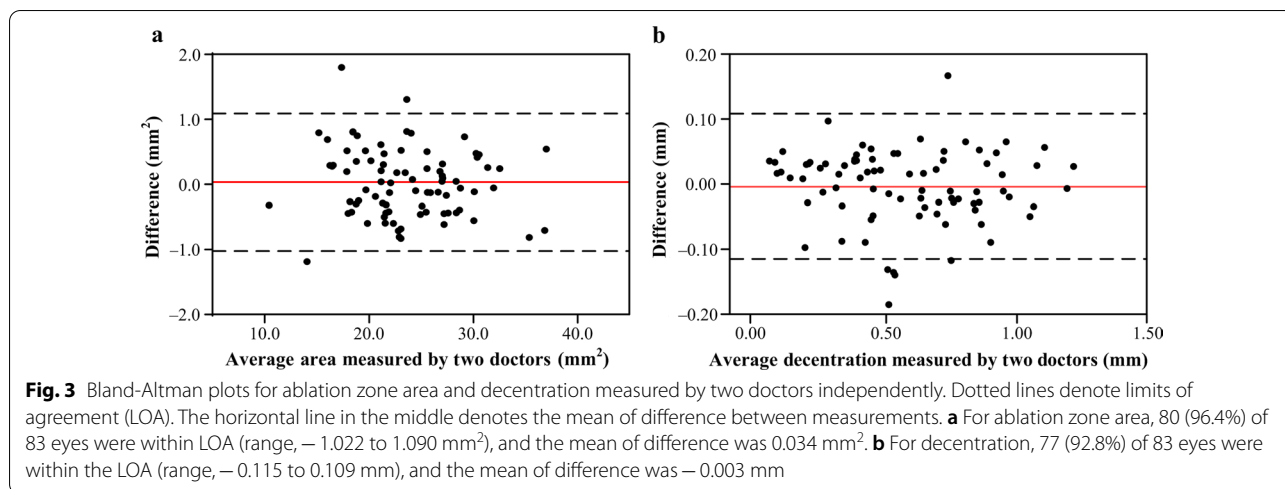 a
b
2.0
1.0
0.0
–1.0
–2.0
Difference (mm²)
10.0 20.0 30.0 40.0
Average area measured by two doctors (mm²)
0.20
0.10
0.00
–0.10
–0.20
Difference (mm)
0.00 0.50 1.00 1.50
Average decentration measured by two doctors (mm)
Fig. 3 Bland-Altman plots for ablation zone area and decentration measured by two doctors independently. Dotted lines denote limits of
agreement (LOA). The horizontal line in the middle denotes the mean of difference between measurements. a For ablation zone area, 80 (96.4%) of
83 eyes were within LOA (range, − 1.022 to 1.090 mm²), and the mean of difference was 0.034 mm². b For decentration, 77 (92.8%) of 83 eyes were
within the LOA (range, − 0.115 to 0.109 mm), and the mean of difference was − 0.003 mm